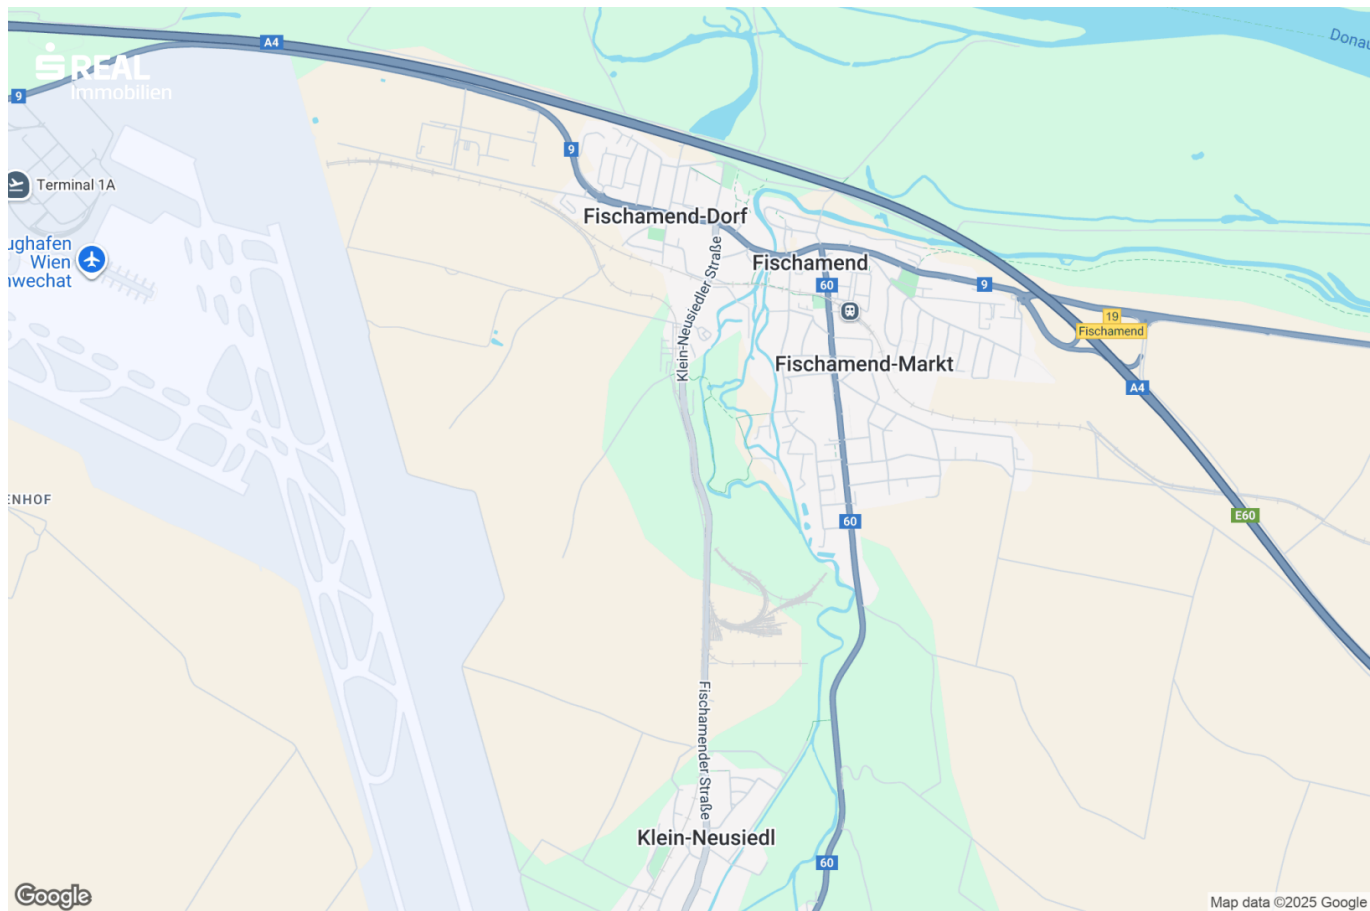 A4
Donau
REAL
Immobilien
9
9
Terminal 1A
Fischamend-Dorf
ughafen
Wien
nwechat
Fischamend
60
9
Klein-Neusiedler Straße
19
Fischamend
Fischamend-Markt
A4
ENHOF
60
E60
Fischamender Straße
Klein-Neusiedl
60
Google
Map data ©2025 Google